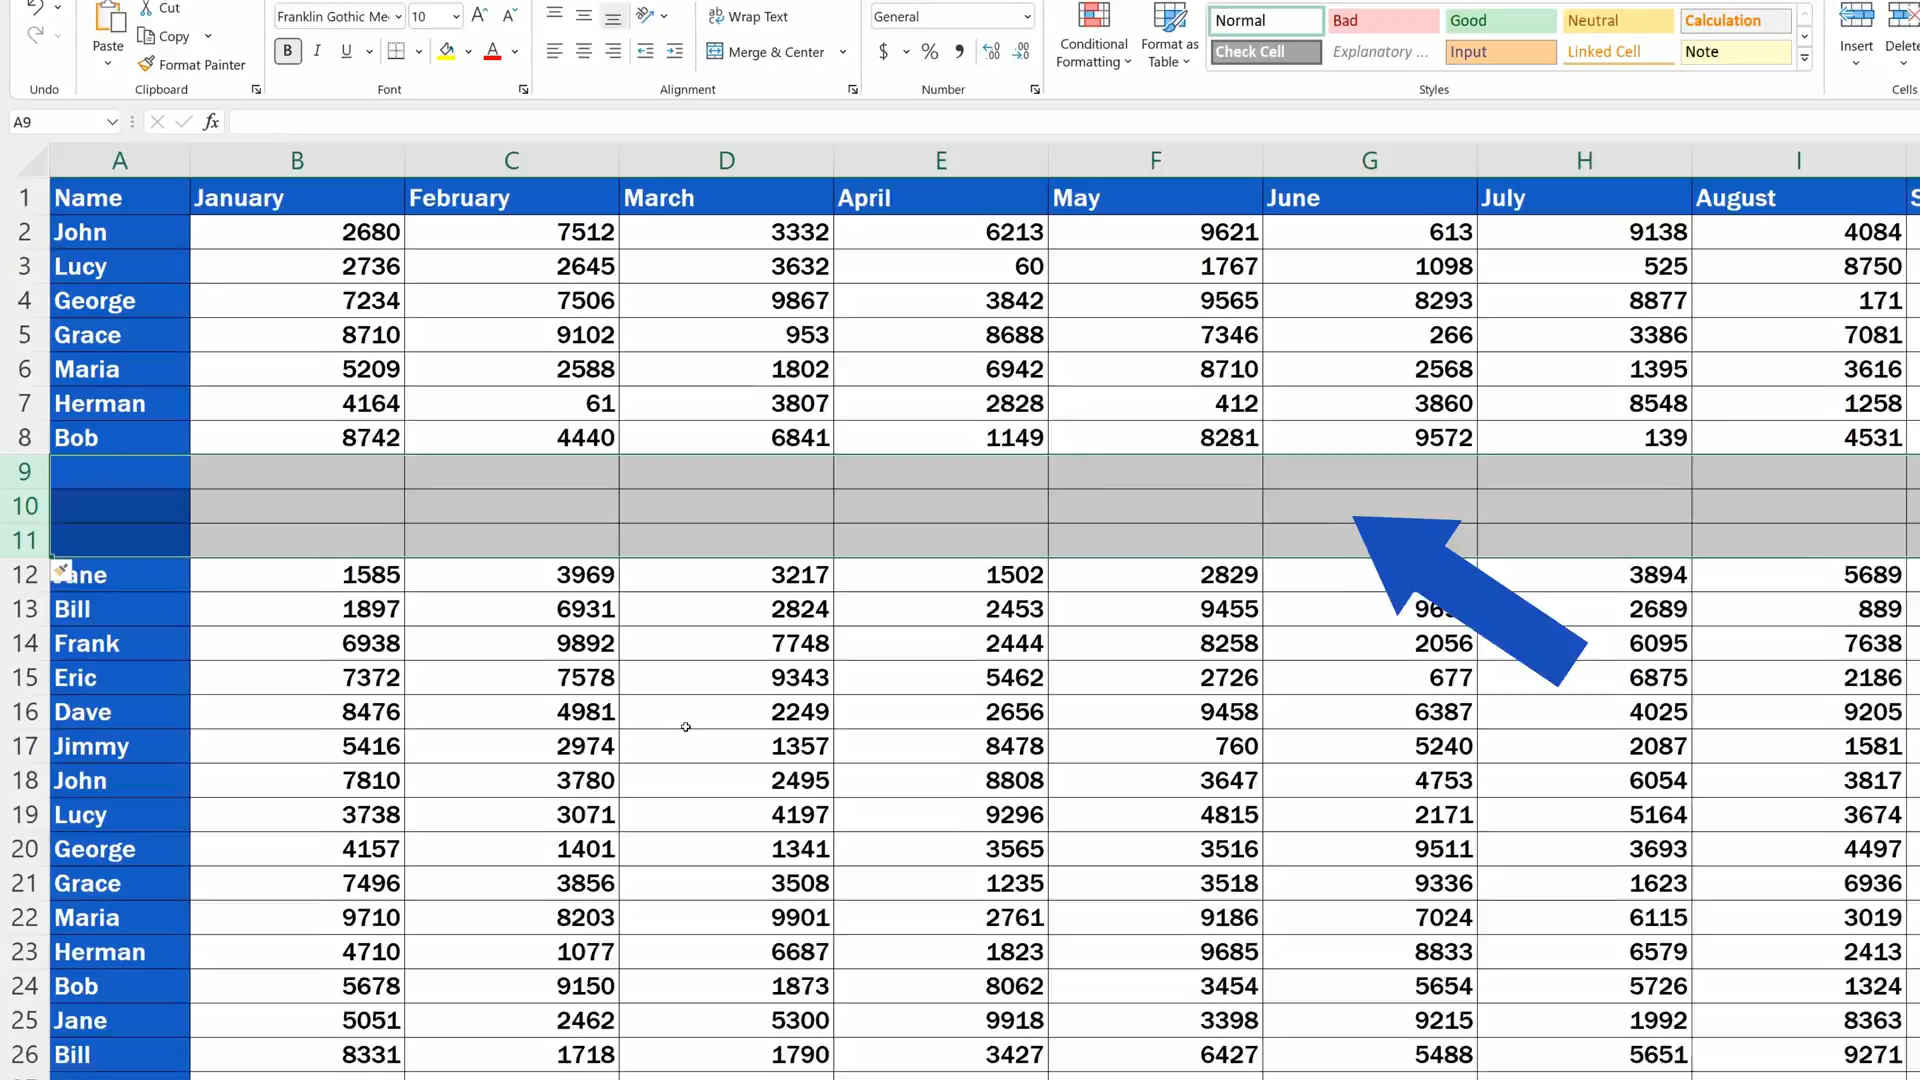 Cut
Copy
Format Painter
Paste
Undo
Clipboard
Franklin Gothic Me
10
B I U
A
Font
Wrap Text
Merge & Center
Alignment
General
$ % 9
Number
Conditional Formatting
Format as Table
Normal Bad Good Neutral Calculation
Check Cell Explanatory ... Input Linked Cell Note
Styles
Insert
Delete
Cells
A9
fx
A B C D E F G H I
1 Name January February March April May June July August S
2 John 2680 7512 3332 6213 9621 613 9138 4084
3 Lucy 2736 2645 3632 60 1767 1098 525 8750
4 George 7234 7506 9867 3842 9565 8293 8877 171
5 Grace 8710 9102 953 8688 7346 266 3386 7081
6 Maria 5209 2588 1802 6942 8710 2568 1395 3616
7 Herman 4164 61 3807 2828 412 3860 8548 1258
8 Bob 8742 4440 6841 1149 8281 9572 139 4531
9
10
11
12 Jane 1585 3969 3217 1502 2829 3894 5689
13 Bill 1897 6931 2824 2453 9455 2689 889
14 Frank 6938 9892 7748 2444 8258 2056 6095 7638
15 Eric 7372 7578 9343 5462 2726 677 6875 2186
16 Dave 8476 4981 2249 2656 9458 6387 4025 9205
17 Jimmy 5416 2974 1357 8478 760 5240 2087 1581
18 John 7810 3780 2495 8808 3647 4753 6054 3817
19 Lucy 3738 3071 4197 9296 4815 2171 5164 3674
20 George 4157 1401 1341 3565 3516 9511 3693 4497
21 Grace 7496 3856 3508 1235 3518 9336 1623 6936
22 Maria 9710 8203 9901 2761 9186 7024 6115 3019
23 Herman 4710 1077 6687 1823 9685 8833 6579 2413
24 Bob 5678 9150 1873 8062 3454 5654 5726 1324
25 Jane 5051 2462 5300 9918 3398 9215 1992 8363
26 Bill 8331 1718 1790 3427 6427 5488 5651 9271